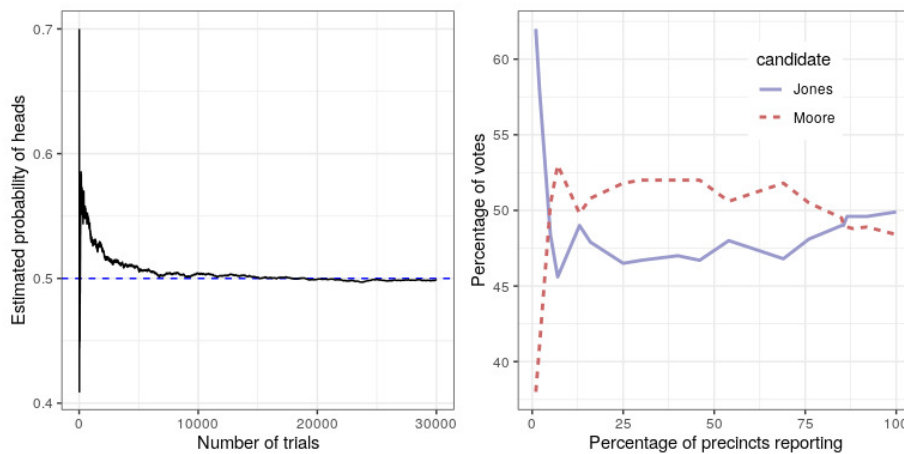 Estimated probability of heads
0.7
0.6
0.5
0.4
0
10000
20000
30000
Number of trials
Percentage of votes
60
55
50
45
40
0
25
50
75
100
Percentage of precincts reporting
candidate
Jones
Moore